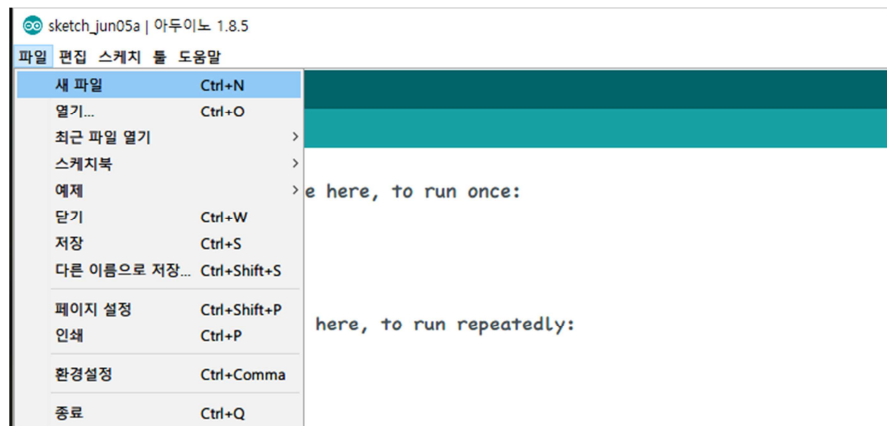 sketch_jun05a | 아두이노 1.8.5
파일 편집 스케치 툴 도움말
새 파일 Ctrl+N
열기... Ctrl+O
최근 파일 열기 >
스케치북 >
예제 >
e here, to run once:
닫기 Ctrl+W
저장 Ctrl+S
다른 이름으로 저장... Ctrl+Shift+S
페이지 설정 Ctrl+Shift+P
here, to run repeatedly:
인쇄 Ctrl+P
환경설정 Ctrl+Comma
종료 Ctrl+Q